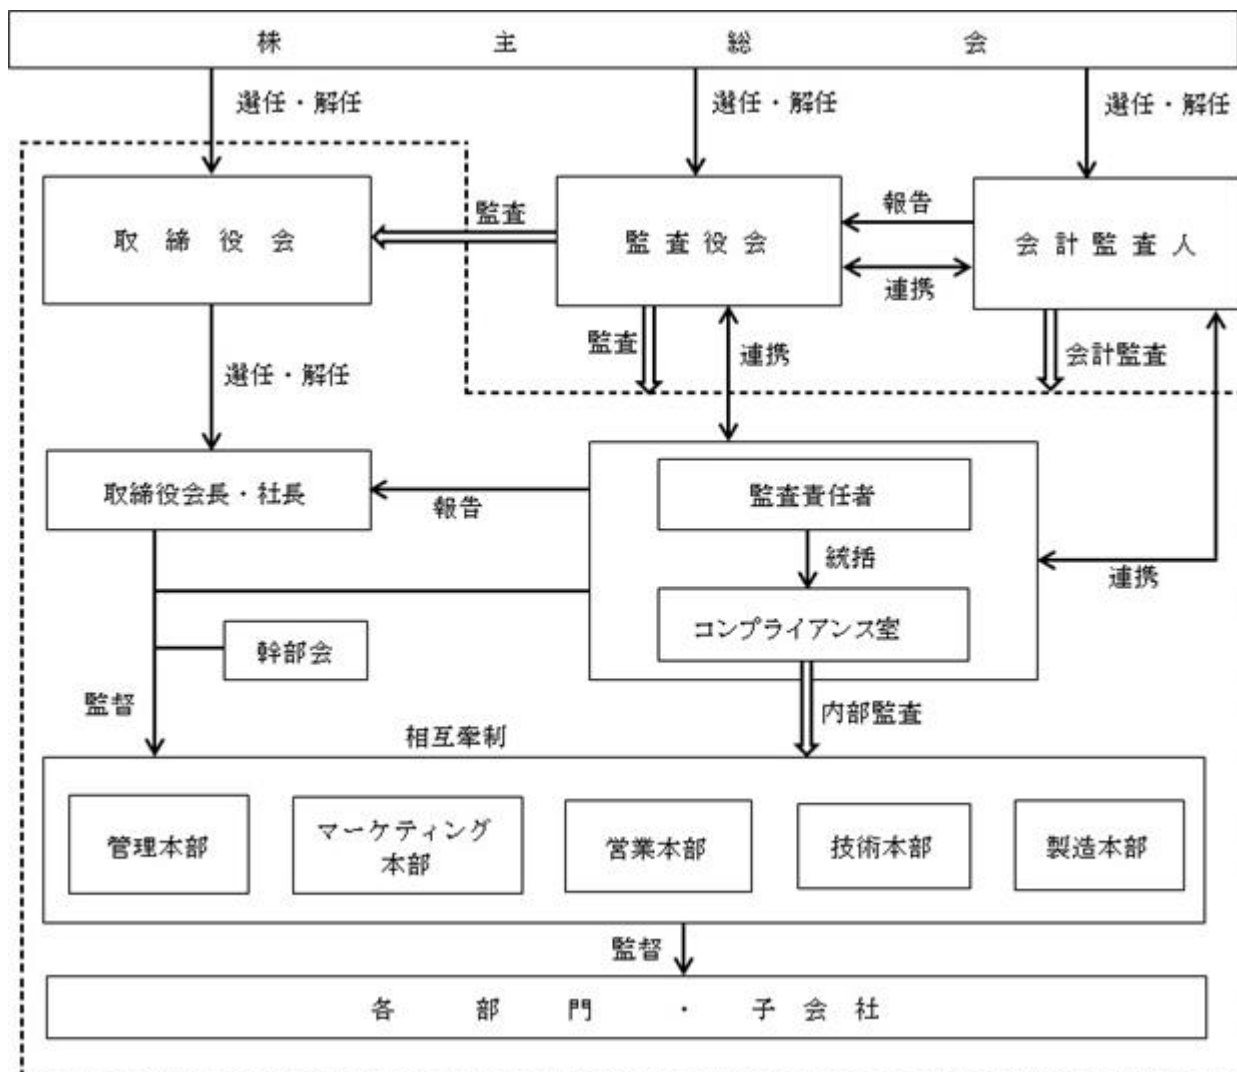 株主総会
選任・解任
選任・解任
選任・解任
取締役会
監査
監査役会
報告
連携
会計監査人
選任・解任
監査
連携
会計監査
取締役会長・社長
報告
監査責任者
統括
コンプライアンス室
連携
幹部会
監督
内部監査
相互牽制
管理本部
マーケティング
本部
営業本部
技術本部
製造本部
監督
各部門・子会社